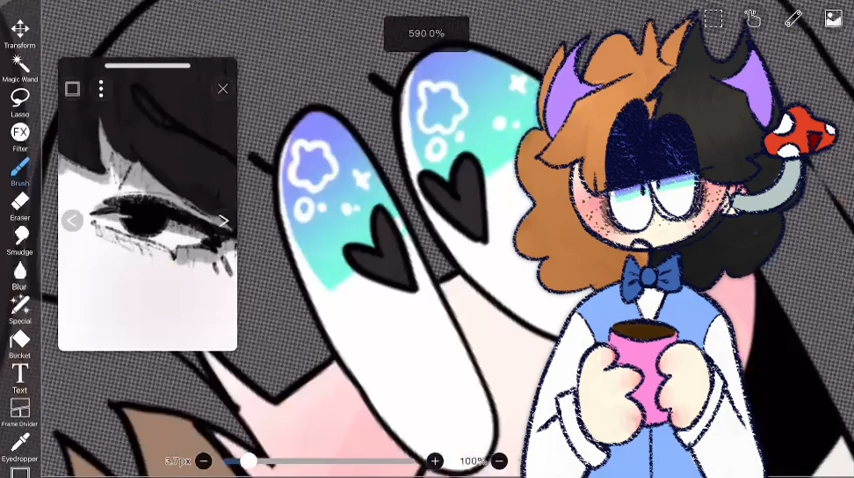 590 0%
Transform
Magic Wand
Lasso
FX
Filter
Brush
Eraser
Smudge
Blur
Special
Bucket
T
Text
Frame Divider
Eyedropper
3.7px
100%